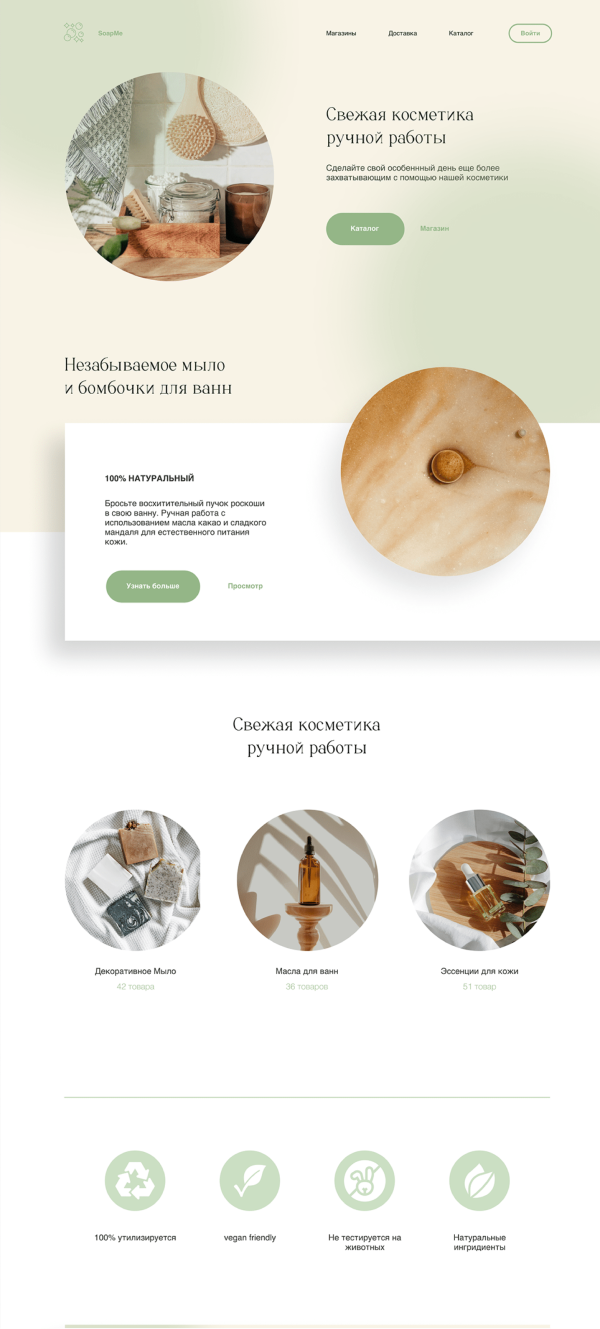 SoapMe
Магазины
Доставка
Каталог
Войти
Свежая косметика
ручной работы
Сделайте свой особеннный день еще более
захватывающим с помощью нашей косметики
Каталог
Магазин
Незабываемое мыло
и бомбочки для ванн
100% НАТУРАЛЬНЫЙ
Бросьте восхитительный пучок роскоши
в свою ванну. Ручная работа с
использованием масла какао и сладкого
мандаля для естественного питания
кожи.
Узнать больше
Просмотр
Свежая косметика
ручной работы
Декоративное Мыло
42 товара
Масла для ванн
36 товаров
Эссенции для кожи
51 товар
100% утилизируется
vegan friendly
Не тестируется на
животных
Натуральные
ингридиенты